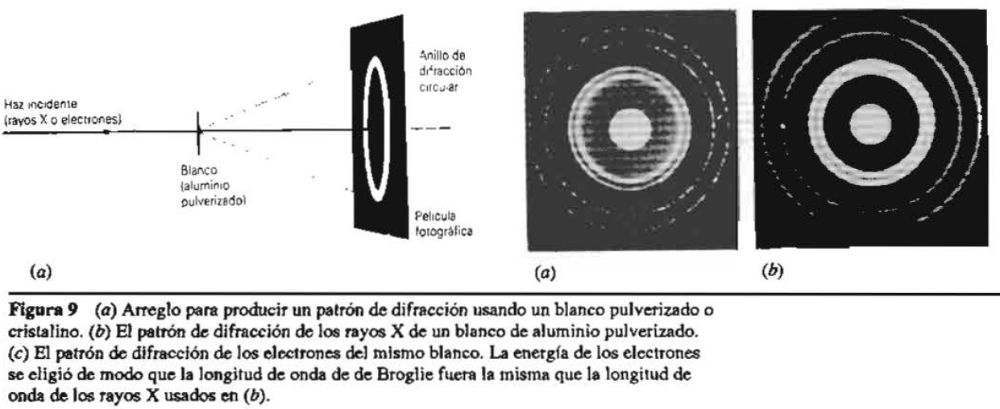 Haz incidente
(rayos X o electrones)
Blanco
(aluminio
pulverizado)
Anillo de
difracción
circular
Película
fotográfica
(a)
(a)
(b)
Figura 9 (a) Arreglo para producir un patrón de difracción usando un blanco pulverizado o
cristalino. (b) El patrón de difracción de los rayos X de un blanco de aluminio pulverizado.
(c) El patrón de difracción de los electrones del mismo blanco. La energía de los electrones
se eligió de modo que la longitud de onda de de Broglie fuera la misma que la longitud de
onda de los rayos X usados en (b).